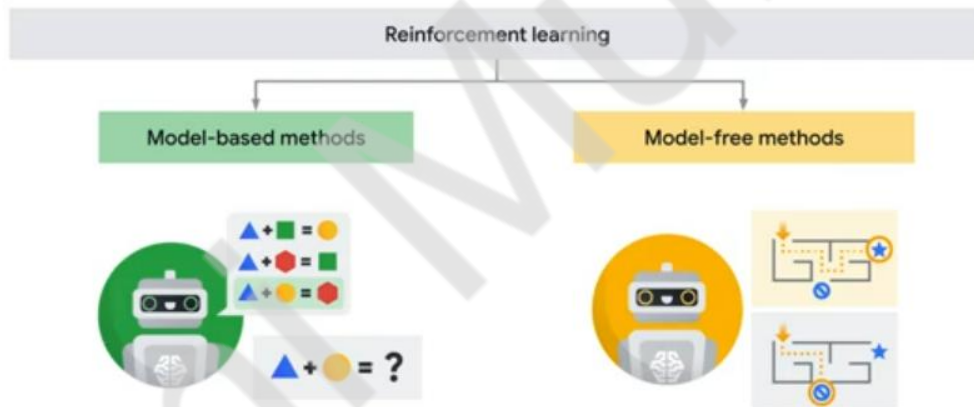 Reinforcement learning
Model-based methods
Model-free methods
+ = 
+ = 
+ = 
+ = ?